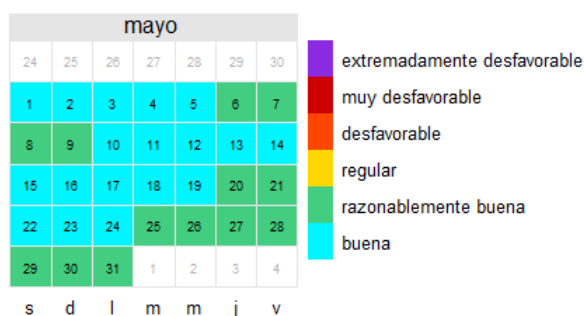 mayo
24 25 26 27 28 29 30
1 2 3 4 5 6 7
8 9 10 11 12 13 14
15 16 17 18 19 20 21
22 23 24 25 26 27 28
29 30 31 1 2 3 4
s d l m m j v
extremadamente desfavorable
muy desfavorable
desfavorable
regular
razonablemente buena
buena